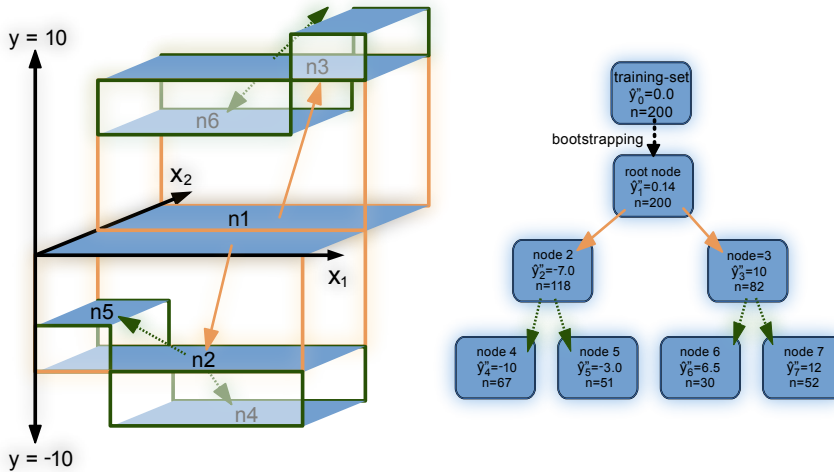 y = 10
n3
n6
x2
n1
x1
n5
n2
n4
y = -10
training-set
ŷ"0=0.0
n=200
bootstrapping
root node
ŷ"1=0.14
n=200
node 2
ŷ"2=-7.0
n=118
node=3
ŷ"3=10
n=82
node 4
ŷ"4=-10
n=67
node 5
ŷ"5=-3.0
n=51
node 6
ŷ"6=6.5
n=30
node 7
ŷ"7=12
n=52